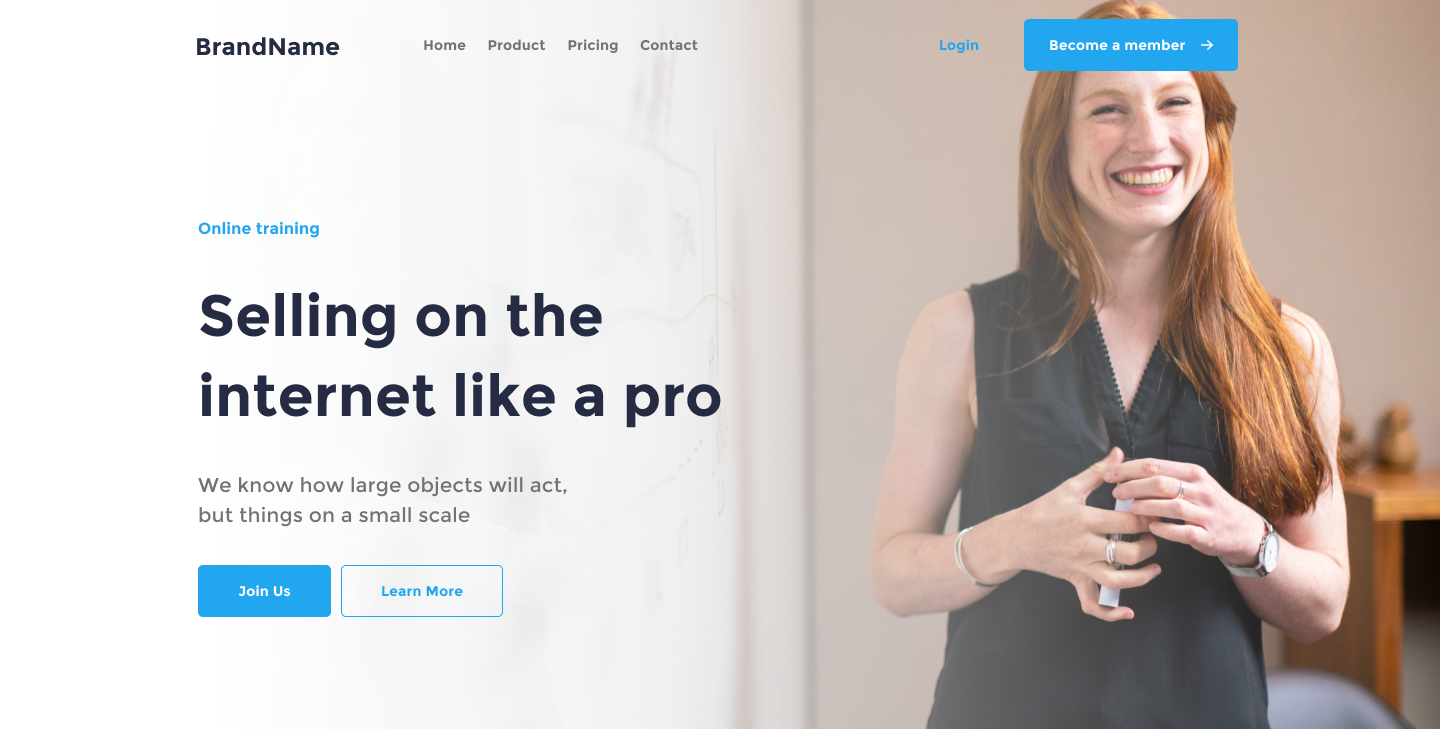 BrandName
Home Product Pricing Contact
Login
Become a member →
Online training
Selling on the
internet like a pro
We know how large objects will act,
but things on a small scale
Join Us
Learn More